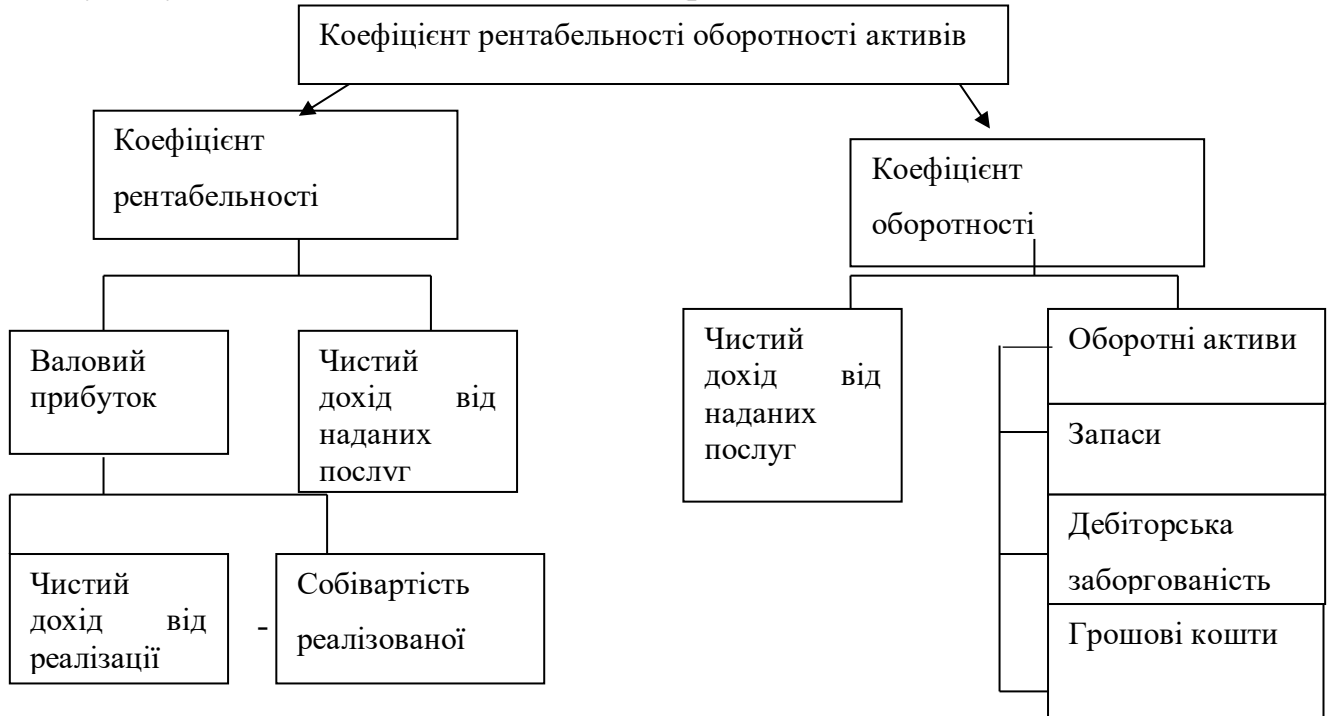 Коефіцієнт рентабельності оборотності активів
Коефіцієнт
рентабельності
Коефіцієнт
оборотності
Валовий
прибуток
Чистий
дохід від
наданих
послуг
Чистий
дохід від
наданих
послуг
Оборотні активи
Запаси
Дебіторська
заборгованість
Грошові кошти
Чистий
дохід від
реалізації
-
Собівартість
реалізованої